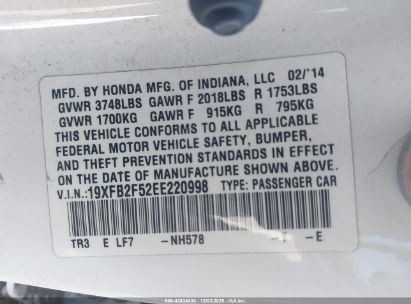 MFD. BY HONDA MFG. OF INDIANA, LLC 02/'14
GVWR 3748LBS GAWR F 2018LBS R 1753LBS
GVWR 1700KG GAWR F 915KG R 795KG
THIS VEHICLE CONFORMS TO ALL APPLICABLE
FEDERAL MOTOR VEHICLE SAFETY, BUMPER,
AND THEFT PREVENTION STANDARDS IN EFFECT ON THE
DATE OF MANUFACTURE SHOWN ABOVE.
V.I.N.:19XFB2F52EE220998 TYPE: PASSENGER CAR
TR3 E LF7 -NH578 - -E